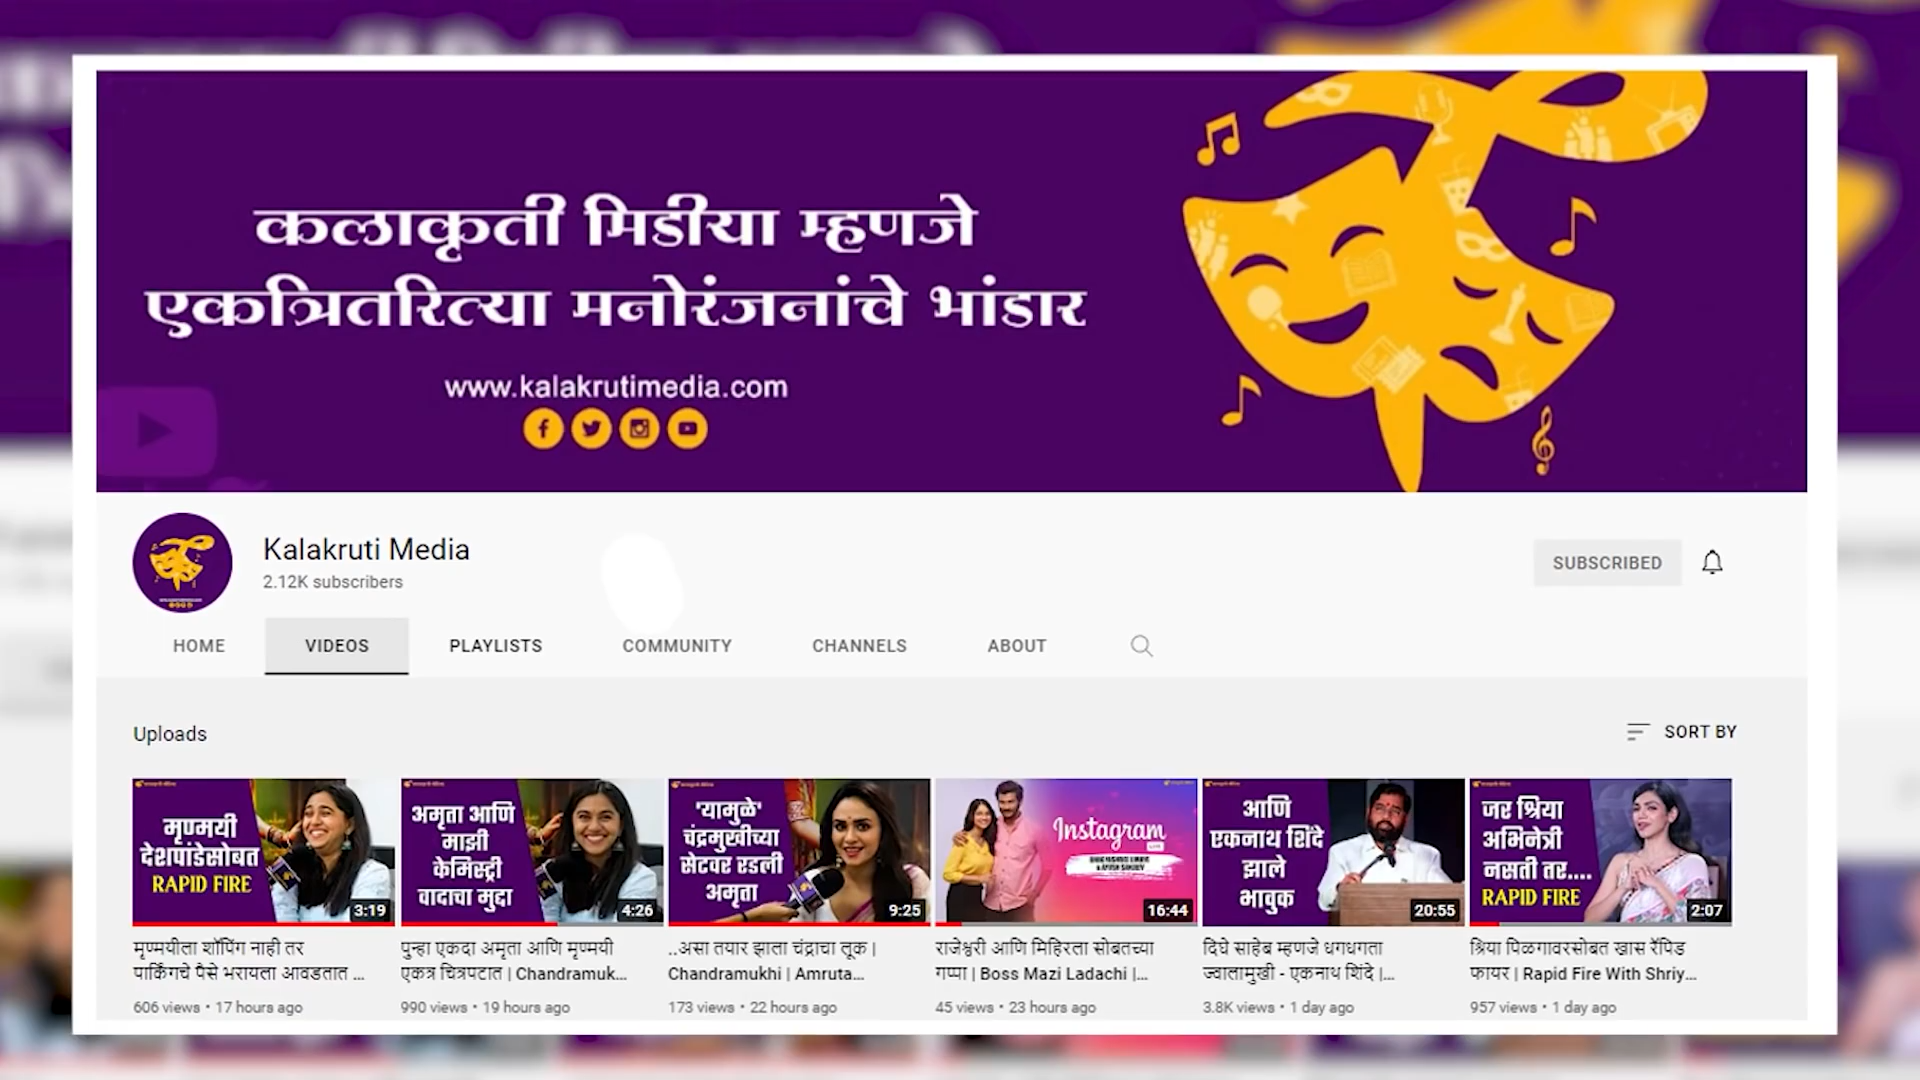 कलाकृती मिडीया म्हणजे
एकत्रितरित्या मनोरंजनांचे भांडार
www.kalakrutimedia.com
Kalakruti Media
2.12K subscribers
SUBSCRIBED
HOME VIDEOS PLAYLISTS COMMUNITY CHANNELS ABOUT
Uploads
SORT BY
मृण्मयी
देशपांडेसोबत
RAPID FIRE
3:19
मृण्मयीला शॉपिंग नाही तर
पार्किंगचे पैसे भरायला आवडतात ...
606 views • 17 hours ago
अमृता आणि
माझी
केमिस्ट्री
वादाचा मुद्दा
4:26
पुन्हा एकदा अमृता आणि मृण्मयी
एकत्र चित्रपटात | Chandramuk...
990 views • 19 hours ago
'यामुळे'
चंद्रमुखीच्या
सेटवर रडली
अमृता
9:25
..असा तयार झाला चंद्राचा लूक |
Chandramukhi | Amruta...
173 views • 22 hours ago
Instagram
LIVE
16:44
राजेश्वरी आणि मिहिरला सोबतच्या
गप्पा | Boss Mazi Ladachi |...
45 views • 23 hours ago
आणि
एकनाथ शिंदे
झाले
भावुक
20:55
दिघे साहेब म्हणजे धगधगता
ज्वालामुखी - एकनाथ शिंदे |...
3.8K views • 1 day ago
जर श्रिया
अभिनेत्री
नसती तर....
RAPID FIRE
2:07
श्रिया पिळगावरसोबत खास रॅपिड
फायर | Rapid Fire With Shriy...
957 views • 1 day ago